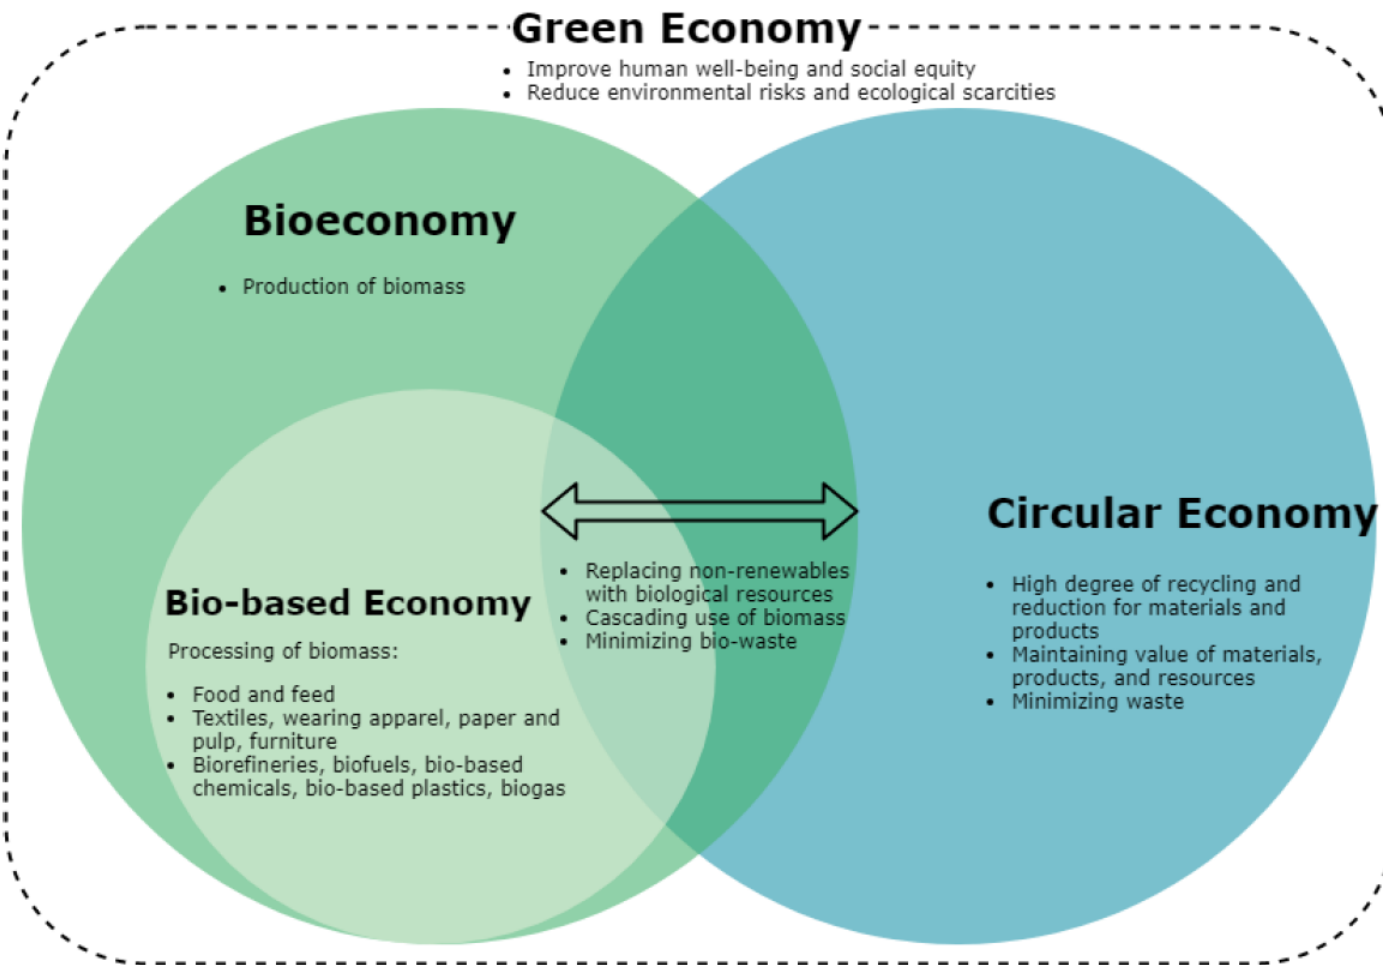 Green Economy
• Improve human well-being and social equity
• Reduce environmental risks and ecological scarcities
Bioeconomy
• Production of biomass
Bio-based Economy
Processing of biomass:
• Food and feed
• Textiles, wearing apparel, paper and
pulp, furniture
• Biorefineries, biofuels, bio-based
chemicals, bio-based plastics, biogas
• Replacing non-renewables
with biological resources
• Cascading use of biomass
• Minimizing bio-waste
Circular Economy
• High degree of recycling and
reduction for materials and
products
• Maintaining value of materials,
products, and resources
• Minimizing waste